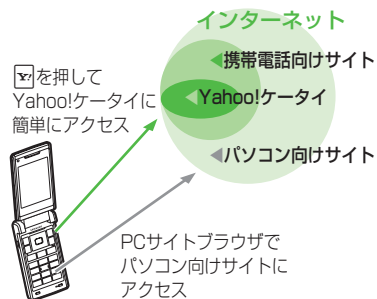 インターネット
携帯電話向けサイト
Y!を押して
Yahoo!ケータイに
簡単にアクセス
Yahoo!ケータイ
パソコン向けサイト
PCサイトブラウザで
パソコン向けサイトに
アクセス